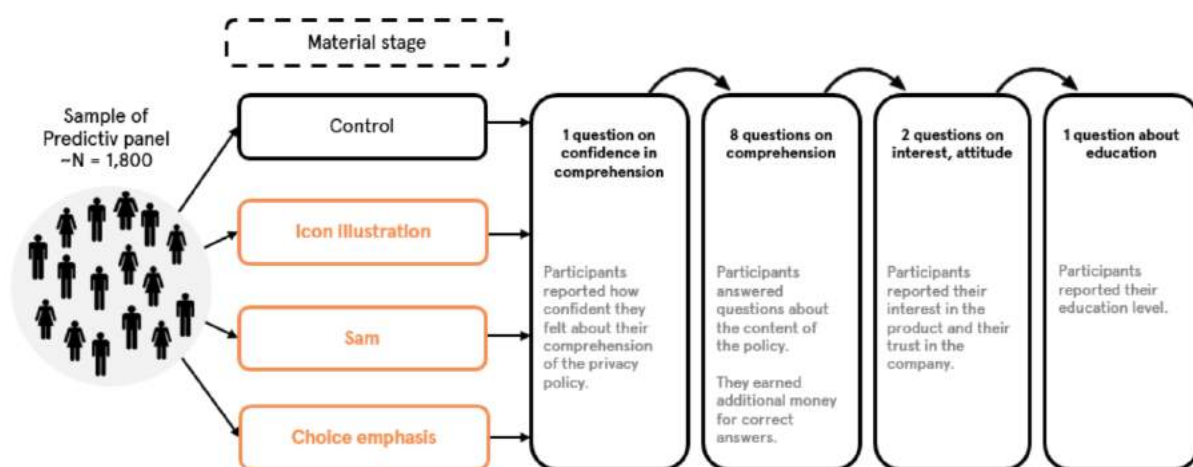 Material stage
Sample of
Predictiv panel
~N = 1,800
Control
Icon illustration
Sam
Choice emphasis
1 question on
confidence in
comprehension
Participants
reported how
confident they
felt about their
comprehension
of the privacy
policy.
8 questions on
comprehension
Participants
answered
questions about
the content of
the policy.
They earned
additional money
for correct
answers.
2 questions on
interest, attitude
Participants
reported their
interest in the
product and their
trust in the
company.
1 question about
education
Participants
reported their
education level.